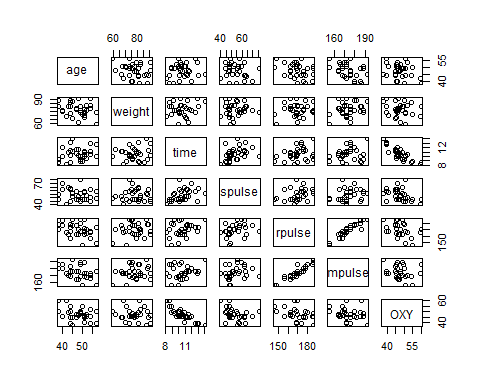 60 80 40 60 160 190
age 55 40
90 60 weight
time 12 8
70 40 spulse
rpulse 150
160 mpulse
OXY 60 40
40 50 8 11 150 180 40 55